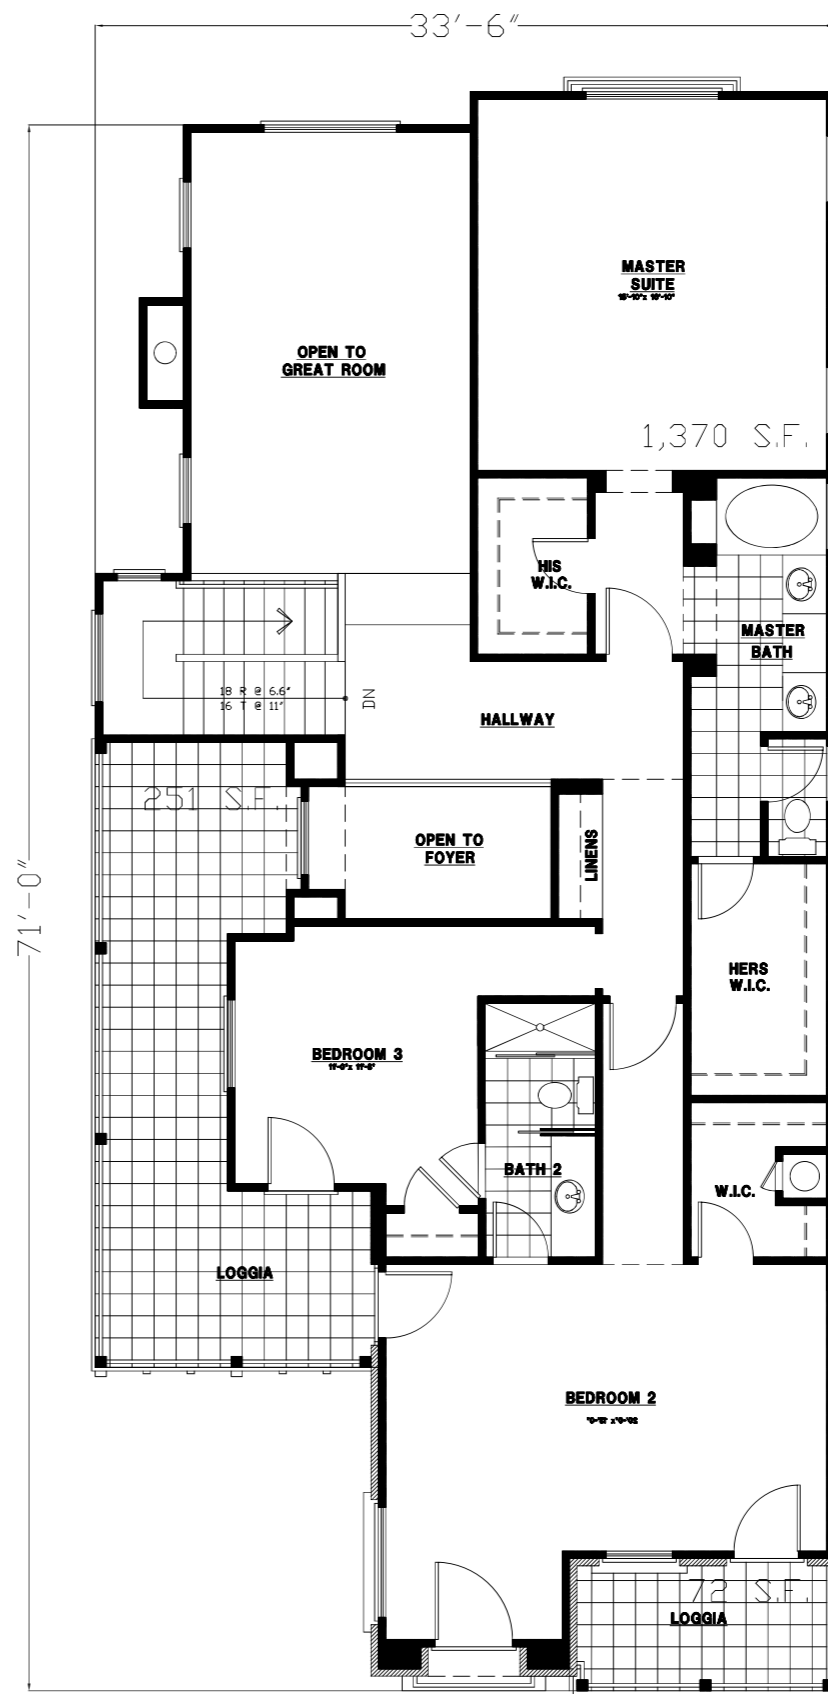 33'-6"
MASTER
SUITE
OPEN TO
GREAT ROOM
1,370 S.F.
HIS
W.I.C.
MASTER
BATH
18 R @ 6.6"
16 T @ 11"
DN
HALLWAY
251 S.F.
OPEN TO
FOYER
LINENS
71'-0"
HERS
W.I.C.
BEDROOM 3
BATH 2
W.I.C.
LOGGIA
BEDROOM 2
72 S.F.
LOGGIA